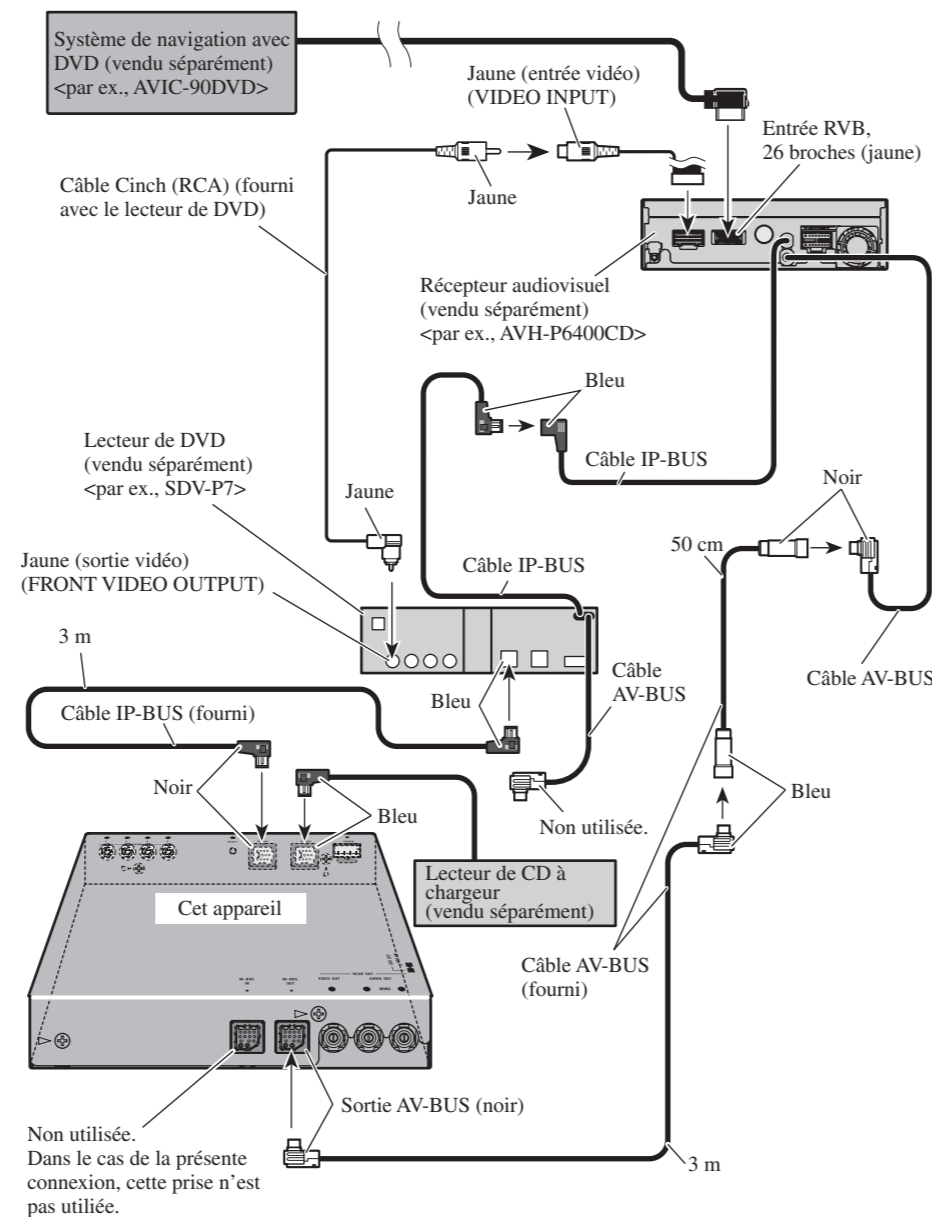 Système de navigation avec
DVD (vendu séparément)
<par ex., AVIC-90DVD>
Jaune (entrée vidéo)
(VIDEO INPUT)
Entrée RVB,
26 broches (jaune)
Câble Cinch (RCA) (fourni
avec le lecteur de DVD)
Jaune
Récepteur audiovisuel
(vendu séparément)
<par ex., AVH-P6400CD>
Bleu
Lecteur de DVD
(vendu séparément)
<par ex., SDV-P7>
Câble IP-BUS
Noir
Jaune
50 cm
Jaune (sortie vidéo)
(FRONT VIDEO OUTPUT)
Câble IP-BUS
3 m
Câble
AV-BUS
Câble AV-BUS
Bleu
Câble IP-BUS (fourni)
Noir
Bleu
Bleu
Non utilisée.
Lecteur de CD à
chargeur
(vendu séparément)
Cet appareil
Câble AV-BUS
(fourni)
Sortie AV-BUS (noir)
Non utilisée.
Dans le cas de la présente
connexion, cette prise n'est
pas utiliée.
3 m